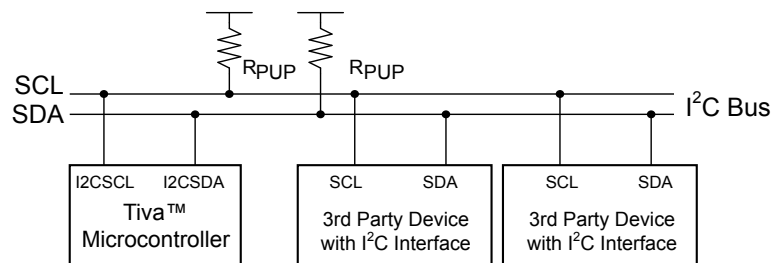 RPUP RPUP
SCL
SDA
I²C Bus
I2CSCL I2CSDA SCL SDA SCL SDA
Tiva™
Microcontroller
3rd Party Device
with I²C Interface
3rd Party Device
with I²C Interface